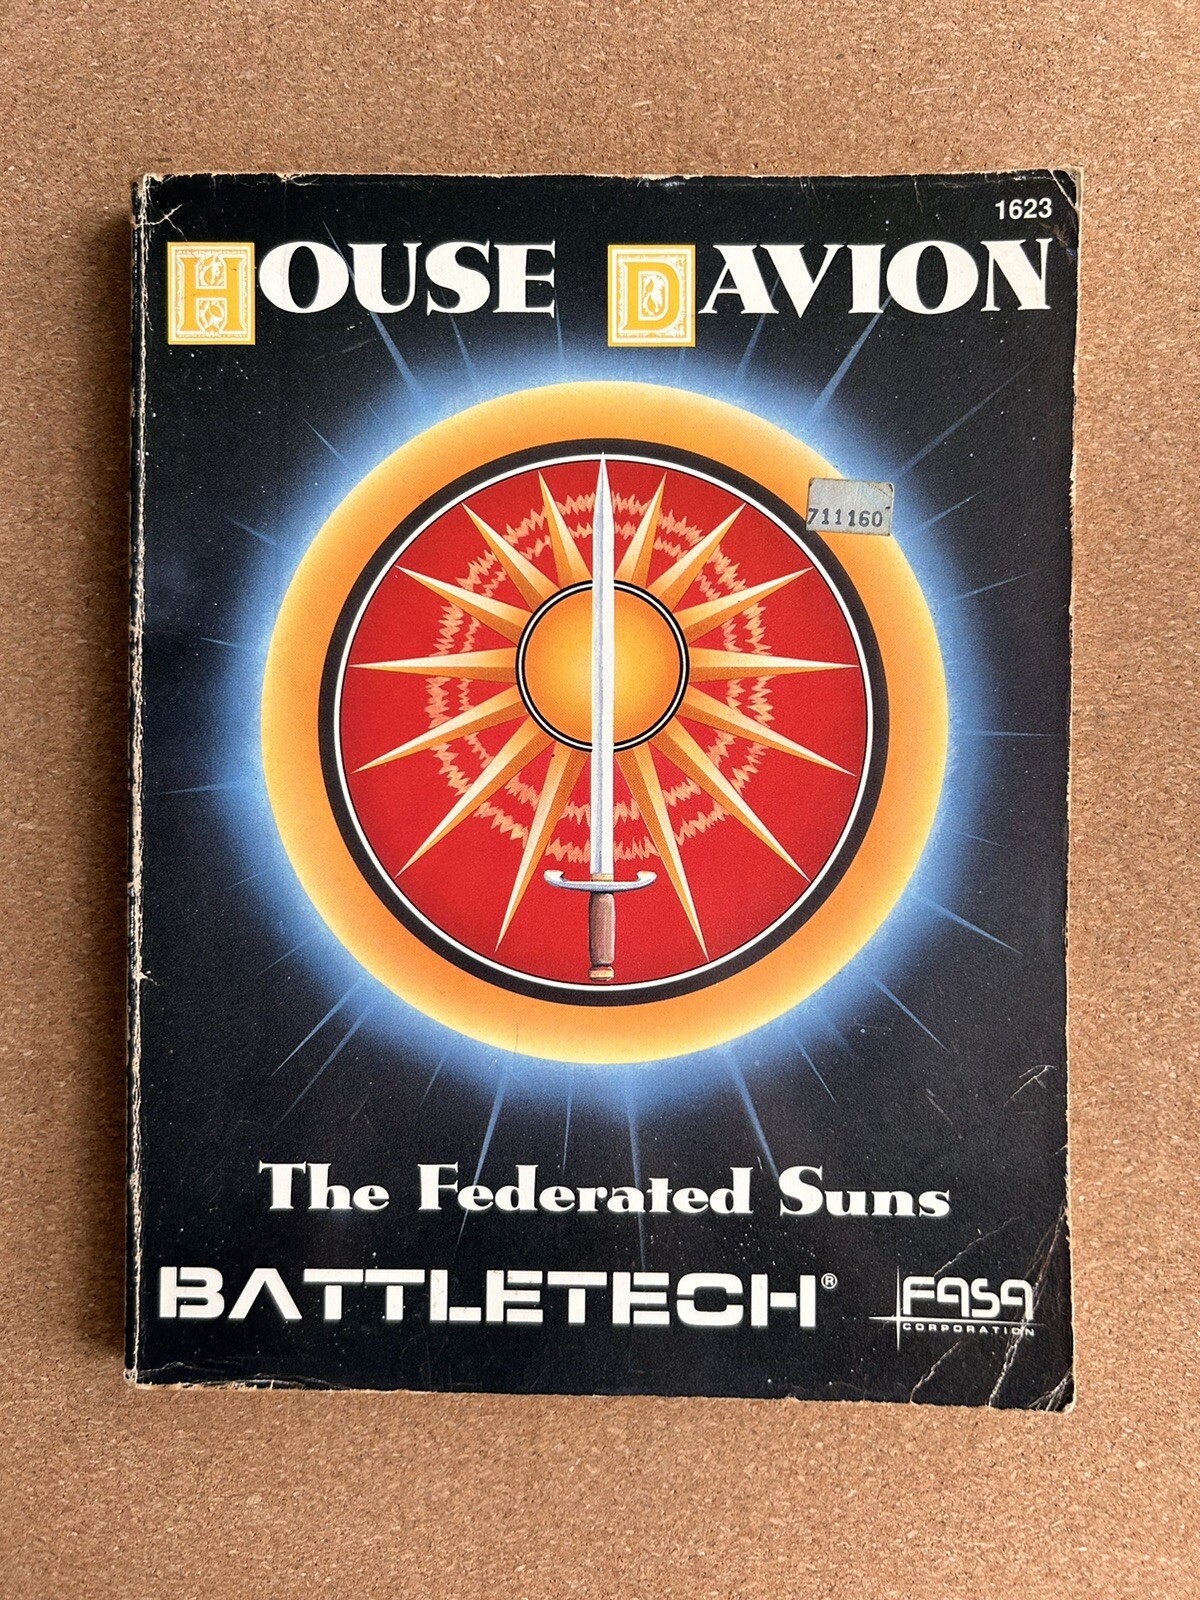 1623
HOUSE DAVION
711160
The Federated Suns
BATTLETECH®
FASA
CORPORATION